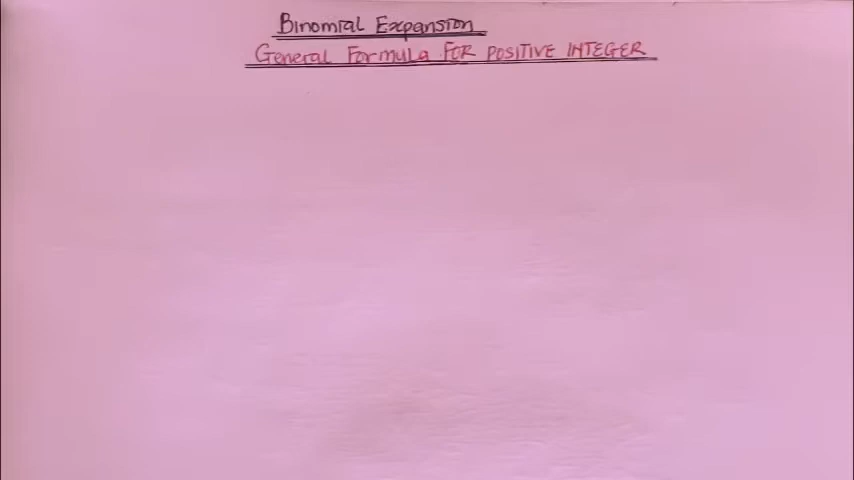 Binomial Expansion
General Formula FOR POSITIVE INTEGER